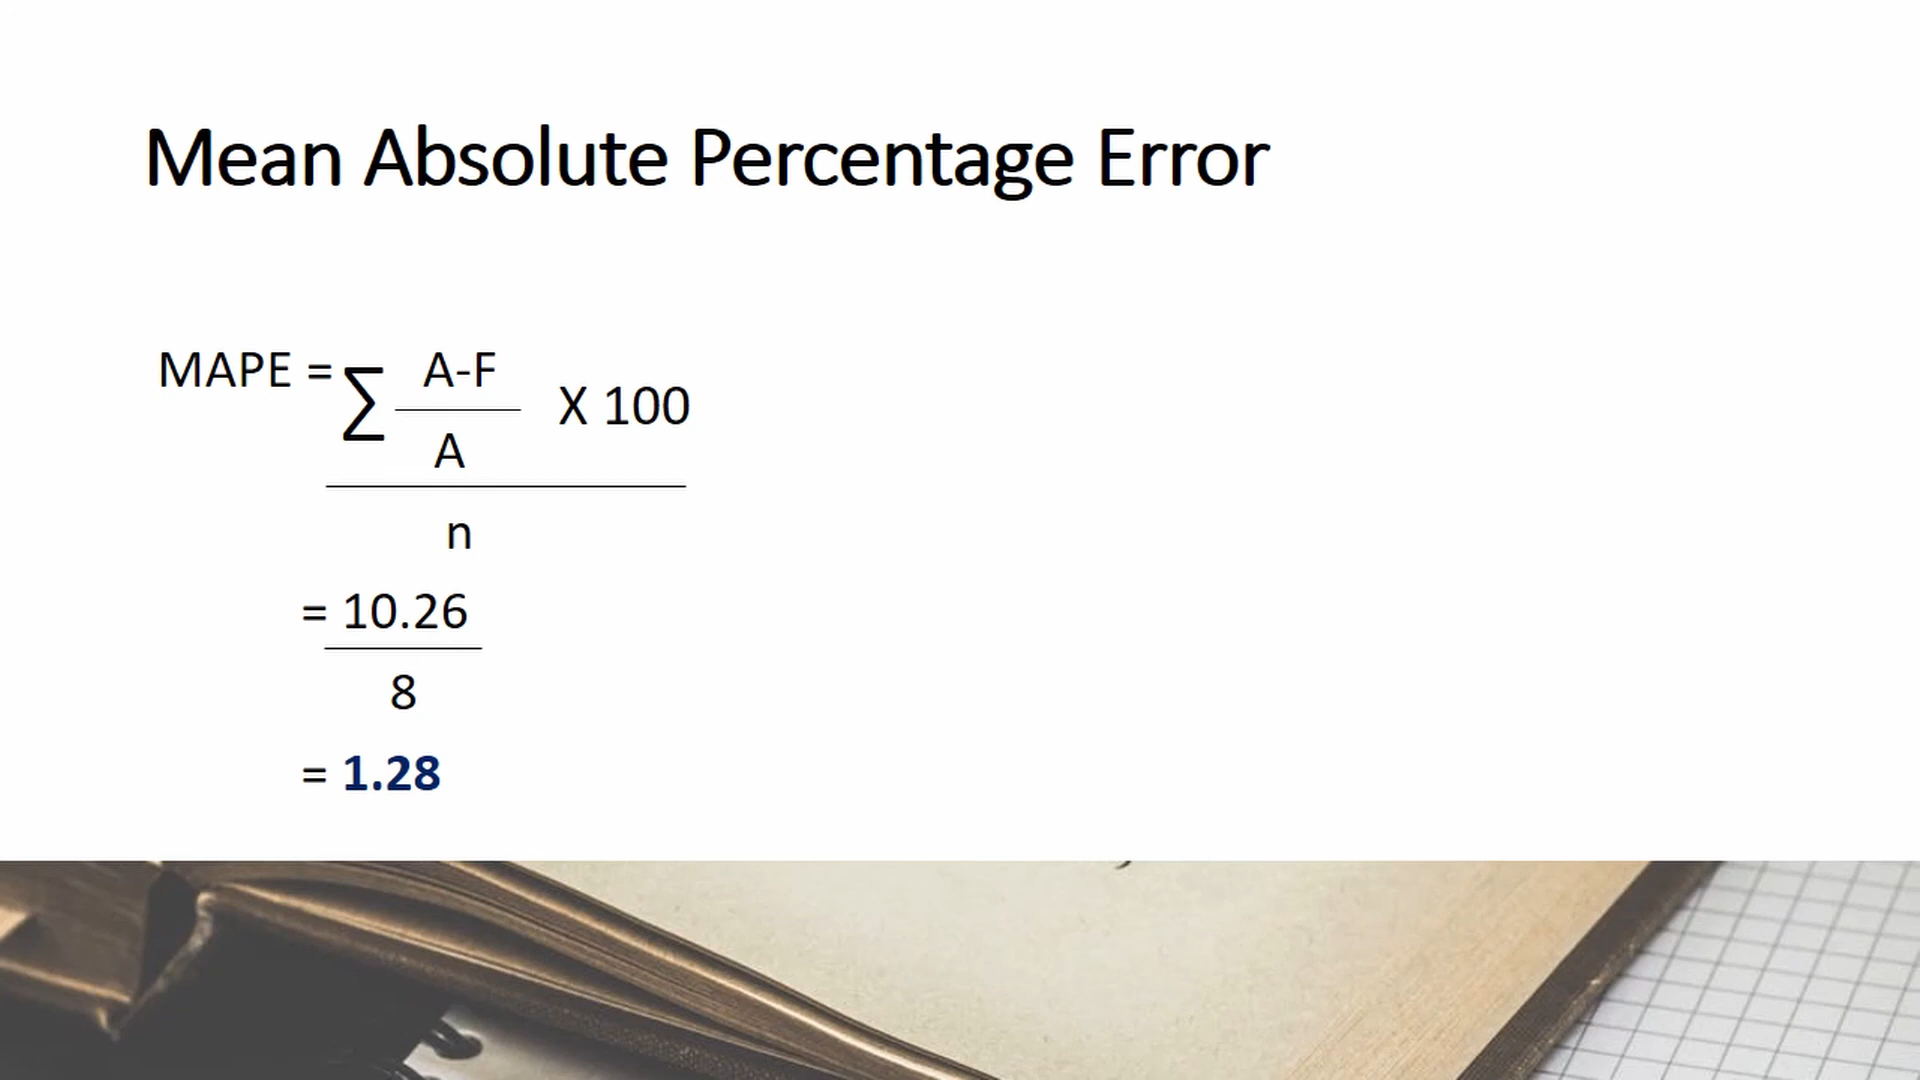 Mean Absolute Percentage Error
MAPE = ∑ A-F X 100
A
n
= 10.26
8
= 1.28